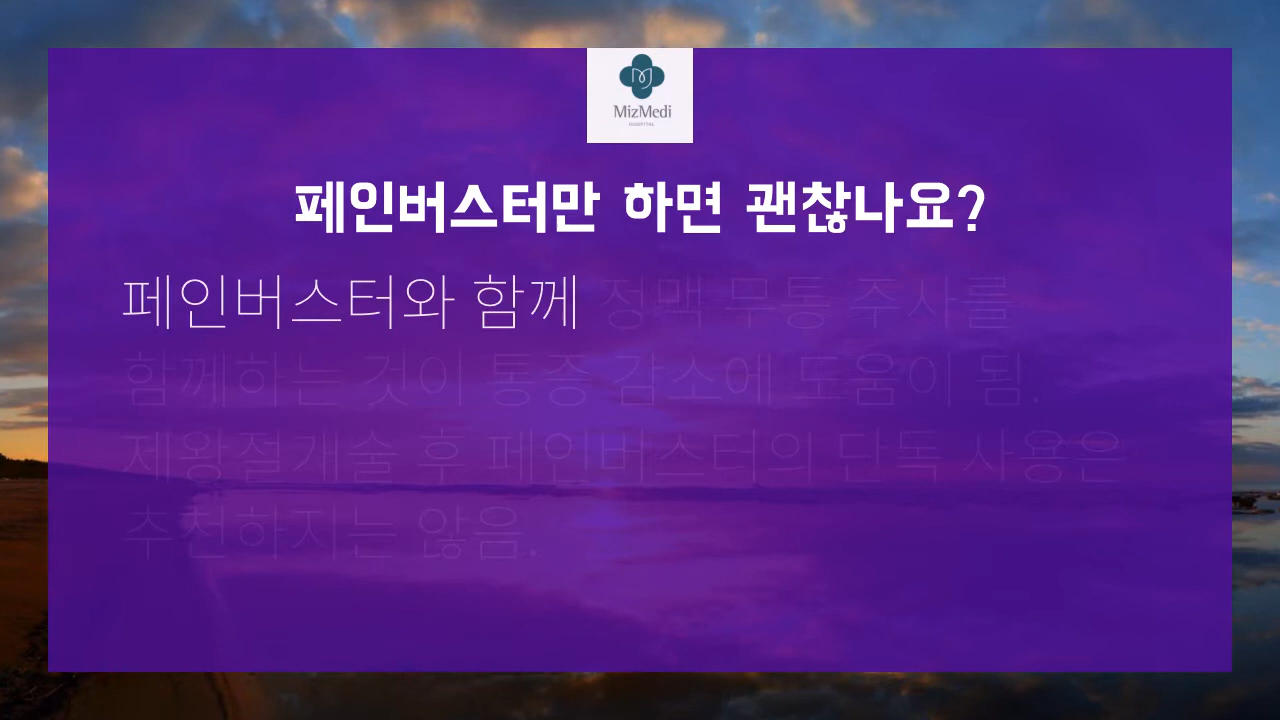 MizMedi
HOSPITAL
페인버스터만 하면 괜찮나요?
페인버스터와 함께 정맥 무통 주사를
함께하는 것이 통증 감소에 도움이 됨.
제왕절개술 후 페인버스터의 단독 사용은
추천하지는 않음.